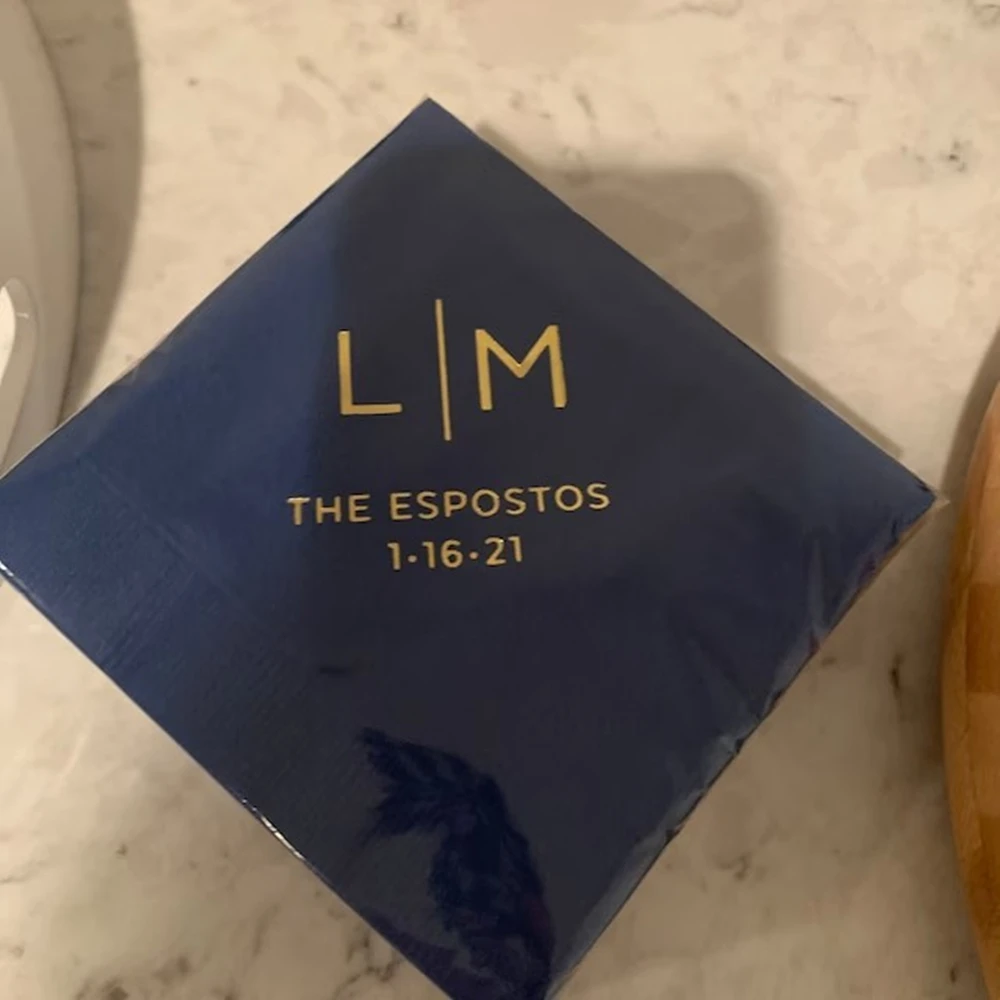 L|M
THE ESPOSTOS
1·16·21